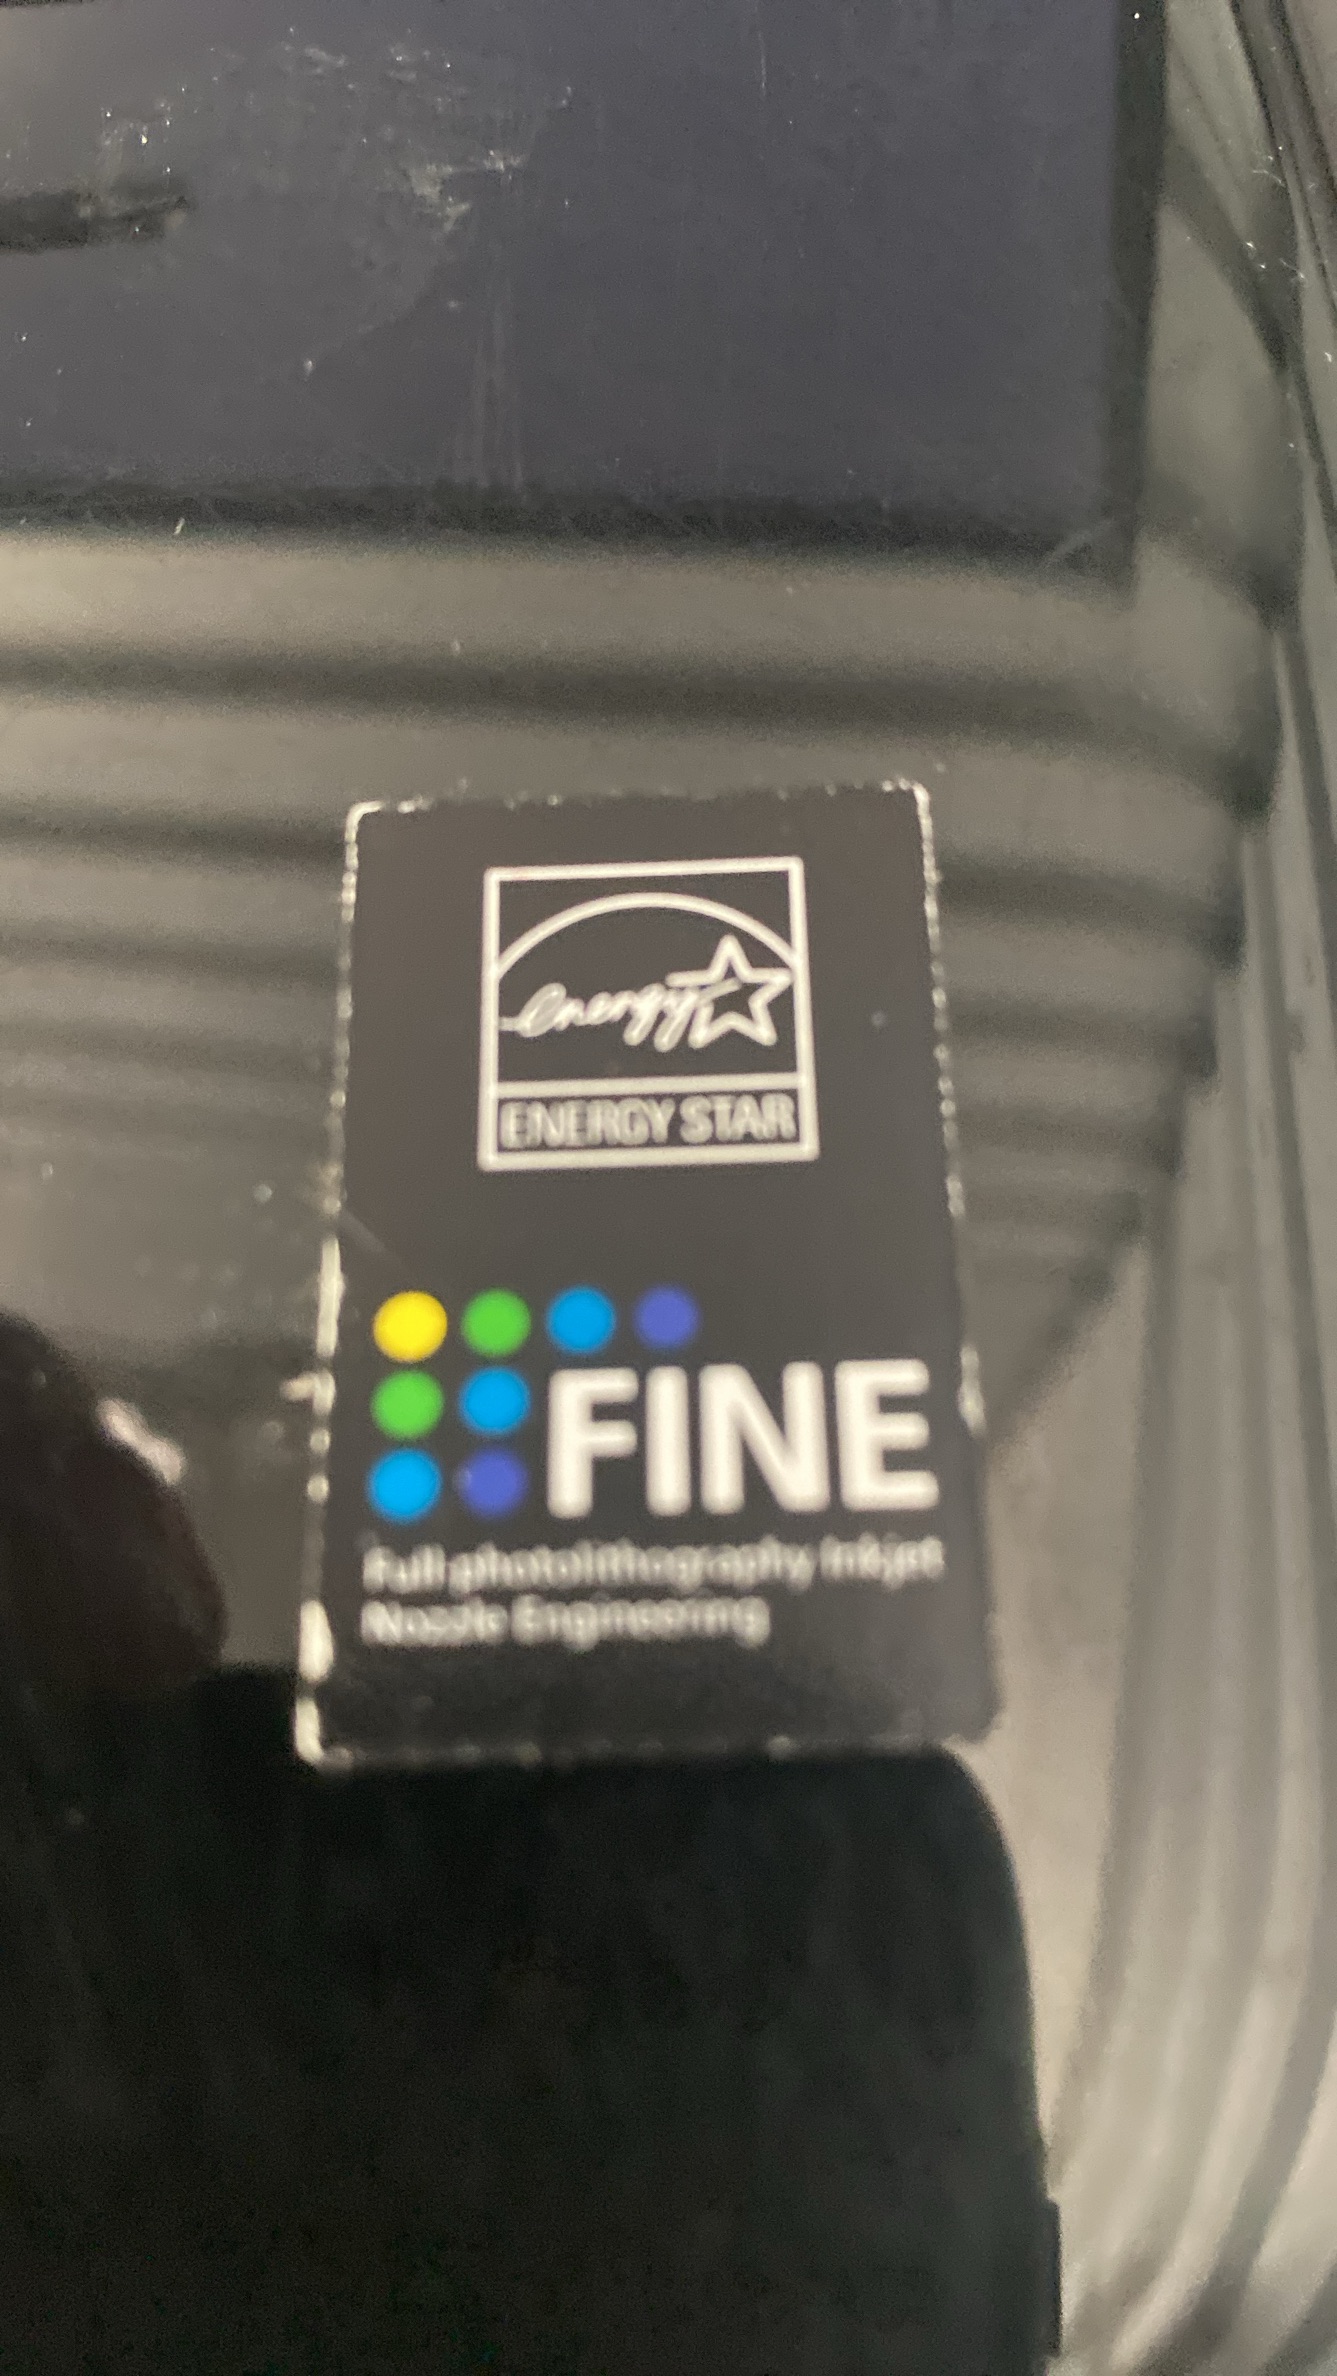 energy
ENERGY STAR
FINE
Full photolithography Inkjet
Nozzle Engineering